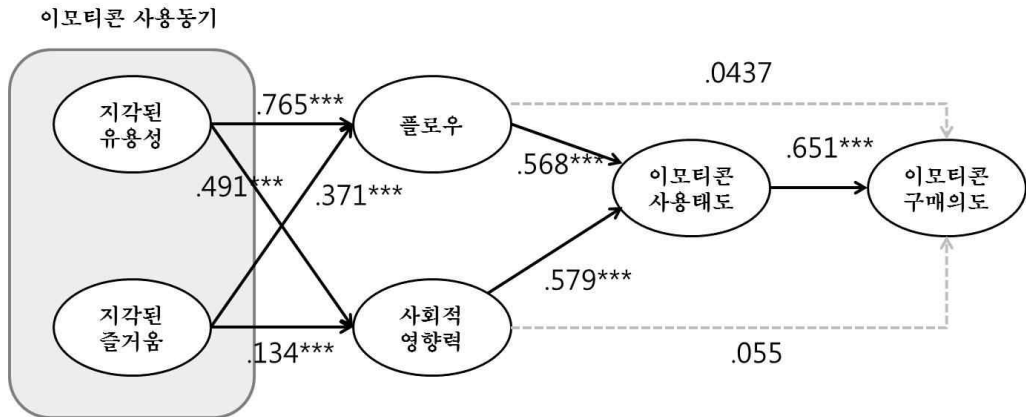 이모티콘 사용동기
지각된
유용성
.765***
플로우
.0437
.491***
.371***
.568***
이모티콘
사용태도
.651***
이모티콘
구매의도
지각된
즐거움
.134***
사회적
영향력
.579***
.055